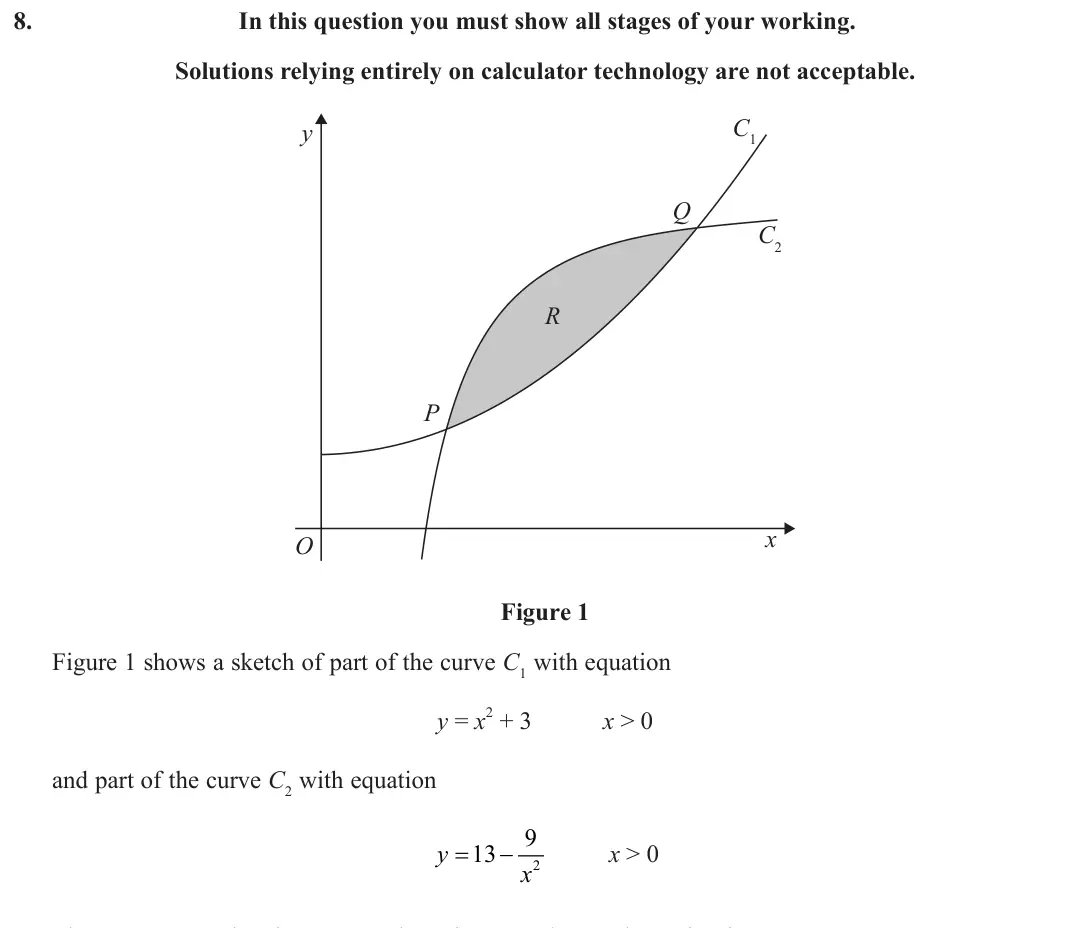 8.
In this question you must show all stages of your working.
Solutions relying entirely on calculator technology are not acceptable.
y
C₁
Q
C₂
R
P
O
x
Figure 1
Figure 1 shows a sketch of part of the curve C₁ with equation
y = x² + 3 x > 0
and part of the curve C₂ with equation
y = 13 − 9/x² x > 0